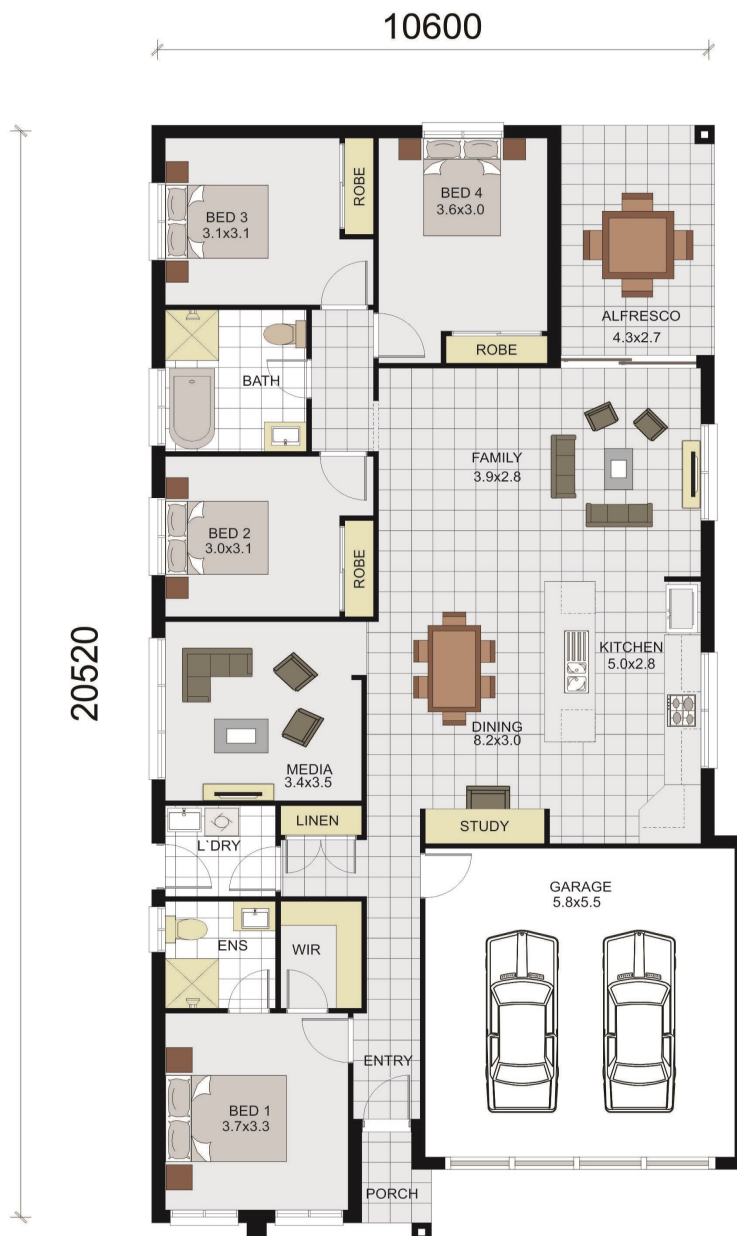 10600
20520
BED 3
3.1x3.1
ROBE
BED 4
3.6x3.0
ROBE
ALFRESCO
4.3x2.7
BATH
FAMILY
3.9x2.8
BED 2
3.0x3.1
ROBE
KITCHEN
5.0x2.8
DINING
8.2x3.0
MEDIA
3.4x3.5
LINEN
STUDY
L`DRY
GARAGE
5.8x5.5
ENS
WIR
ENTRY
BED 1
3.7x3.3
PORCH